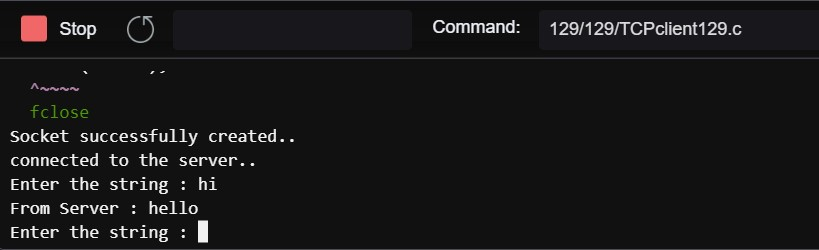 Stop
Command:
129/129/TCPclient129.c
^~~~~
fclose
Socket successfully created..
connected to the server..
Enter the string : hi
From Server : hello
Enter the string :